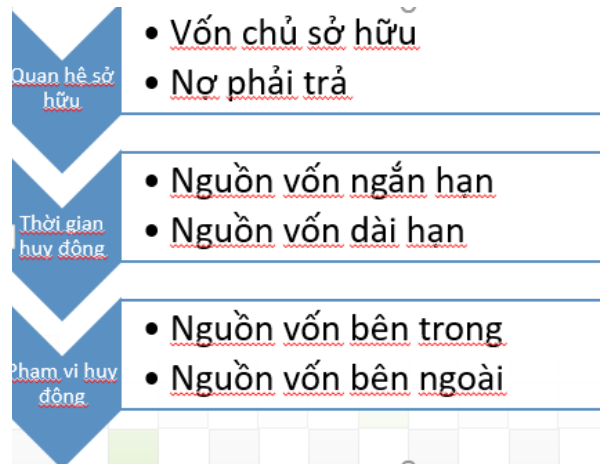 • Vốn chủ sở hữu
Quan hệ sở
hữu
• Nợ phải trả
• Nguồn vốn ngắn hạn
Thời gian
huy động
• Nguồn vốn dài hạn
• Nguồn vốn bên trong
Phạm vi huy
động
• Nguồn vốn bên ngoài